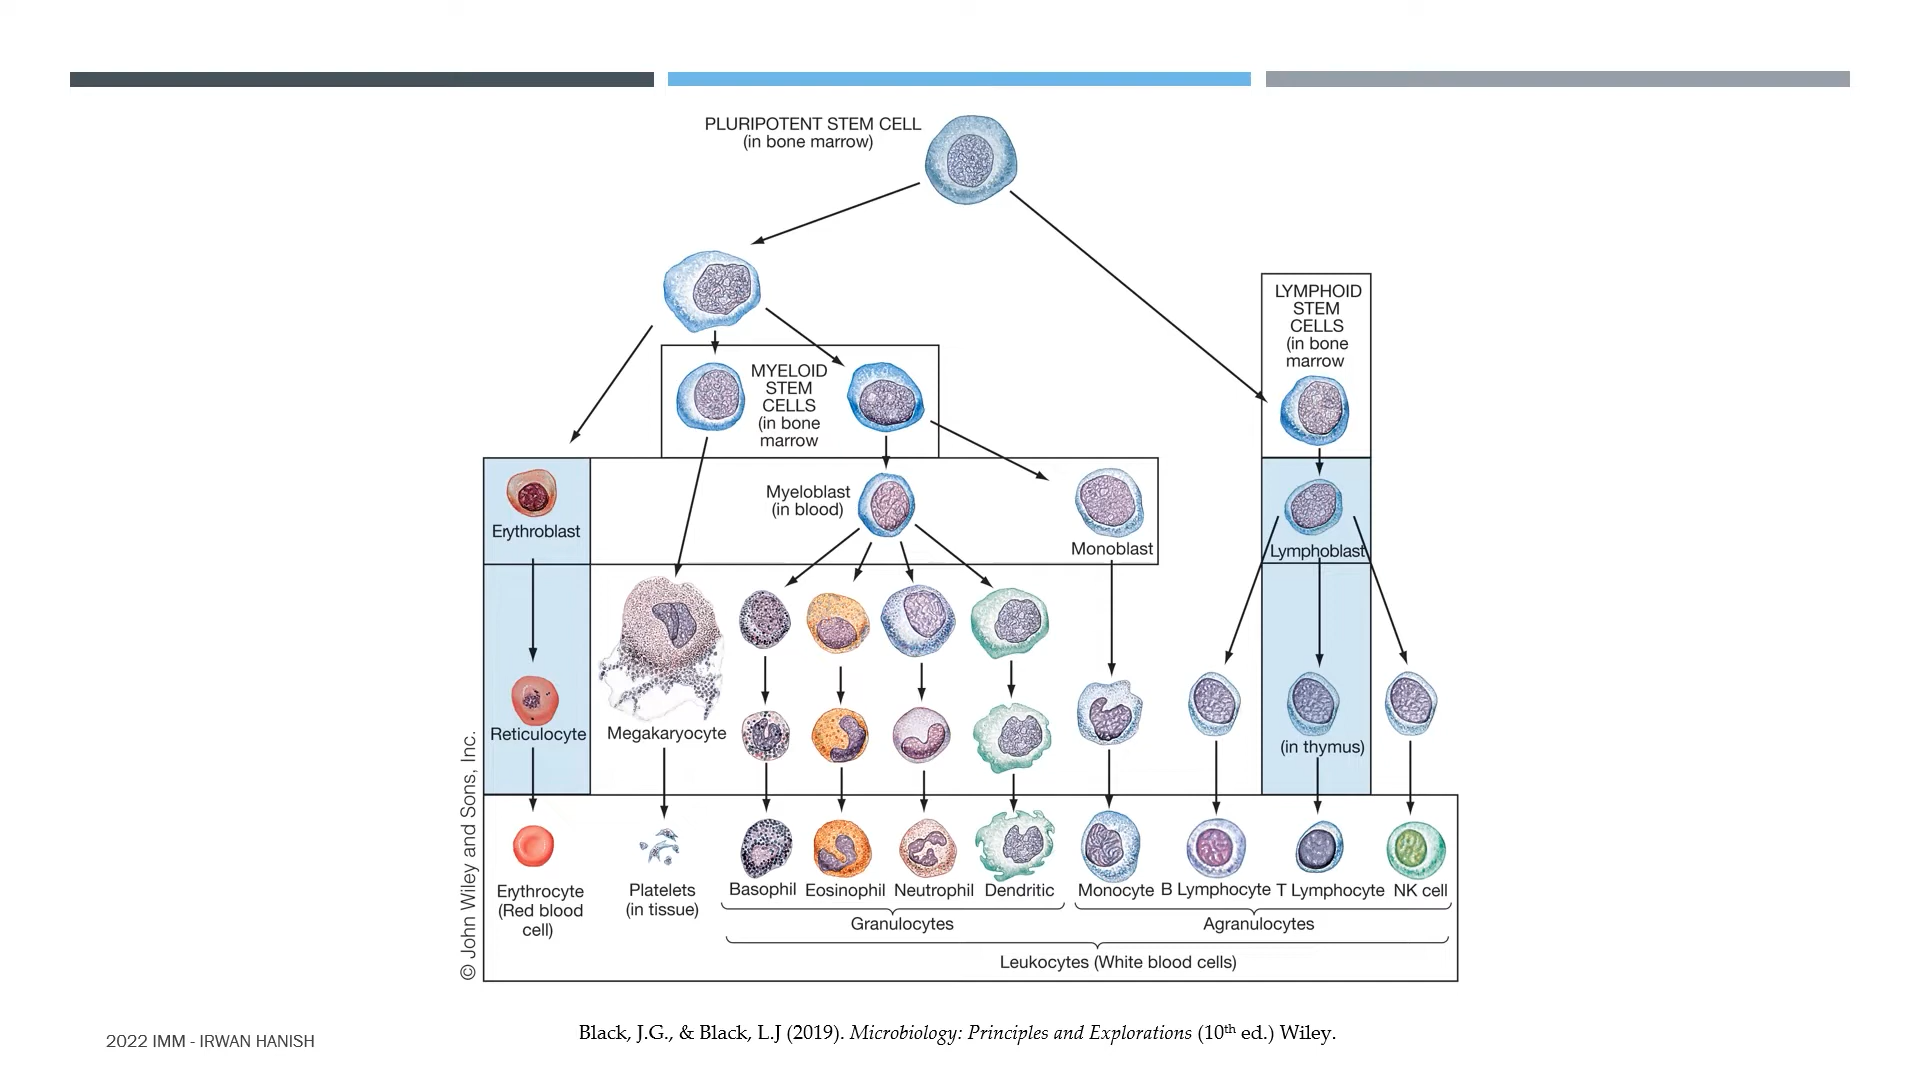 PLURIPOTENT STEM CELL
(in bone marrow)
LYMPHOID
STEM
CELLS
(in bone
marrow
MYELOID
STEM
CELLS
(in bone
marrow
Erythroblast
Myeloblast
(in blood)
Monoblast
Lymphoblast
Reticulocyte
Megakaryocyte
(in thymus)
Erythrocyte
(Red blood
cell)
Platelets
(in tissue)
Basophil
Eosinophil
Neutrophil
Dendritic
Monocyte
B Lymphocyte
T Lymphocyte
NK cell
Granulocytes
Agranulocytes
Leukocytes (White blood cells)
© John Wiley and Sons, Inc.
2022 IMM - IRWAN HANISH
Black, J.G., & Black, L.J (2019). Microbiology: Principles and Explorations (10th ed.) Wiley.